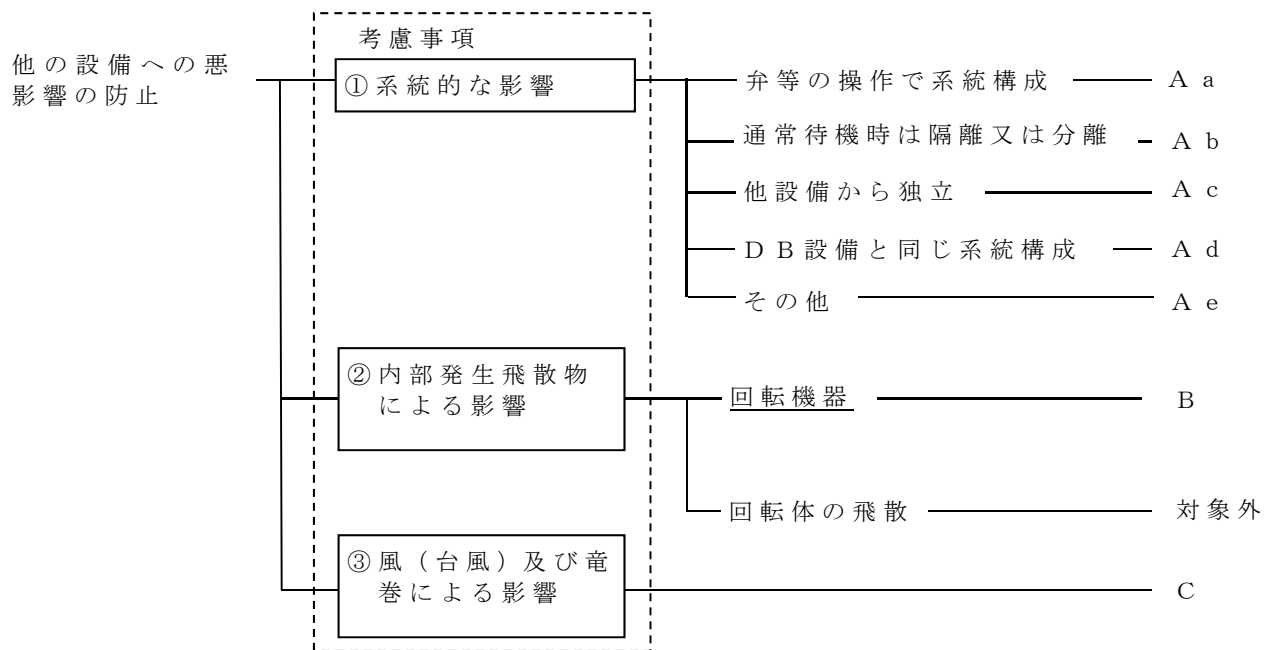 考慮事項
他の設備への悪
影響の防止
①系統的な影響
弁等の操作で系統構成
Ａａ
通常待機時は隔離又は分離
Ａｂ
他設備から独立
Ａｃ
ＤＢ設備と同じ系統構成
Ａｄ
その他
Ａｅ
②内部発生飛散物
による影響
回転機器
Ｂ
回転体の飛散
対象外
③風（台風）及び竜
巻による影響
Ｃ